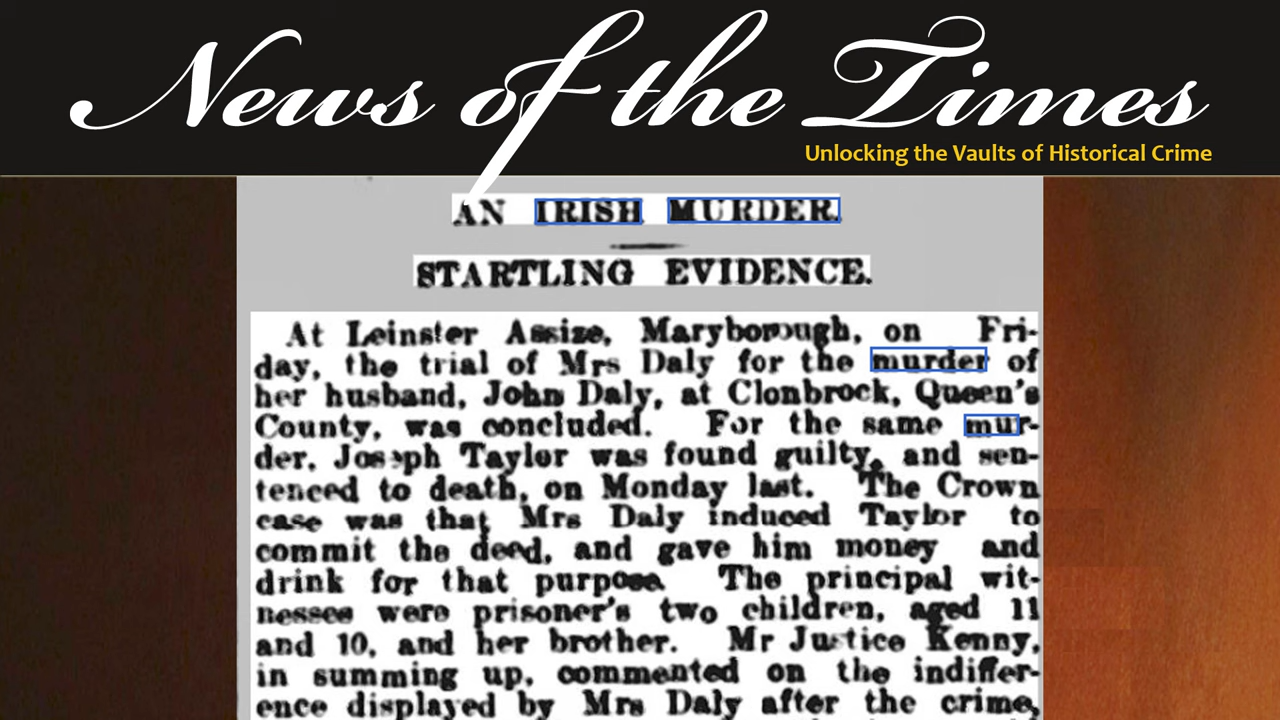 News of the Times
Unlocking the Vaults of Historical Crime
AN IRISH MURDER.
STARTLING EVIDENCE.
At Leinster Assize, Maryborough, on Fri-
day, the trial of Mrs Daly for the murder of
her husband, John Daly, at Clonbrock, Queen's
County, was concluded. For the same mur-
der, Joseph Taylor was found guilty, and sen-
tenced to death, on Monday last. The Crown
case was that Mrs Daly induced Taylor to
commit the deed, and gave him money and
drink for that purpose. The principal wit-
nesses were prisoner's two children, aged 11
and 10, and her brother. Mr Justice Kenny,
in summing up, commented on the indiffer-
ence displayed by Mrs Daly after the crime,